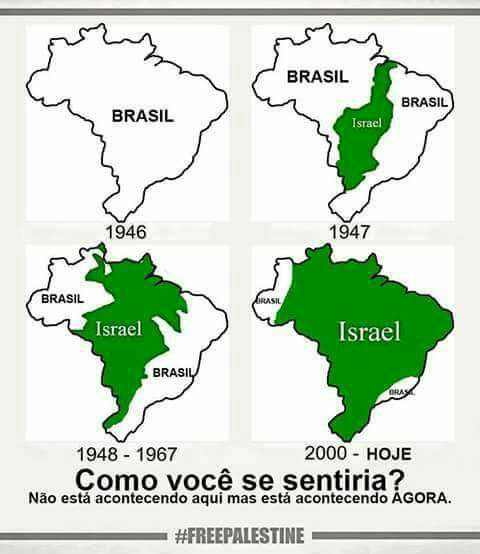 BRASIL
1946
BRASIL
Israel
BRASIL
1947
BRASIL
Israel
BRASIL
1948 - 1967
BRASIL
Israel
BRASIL
2000 - HOJE
Como você se sentiria?
Não está acontecendo aqui mas está acontecendo AGORA.
#FREEPALESTINE